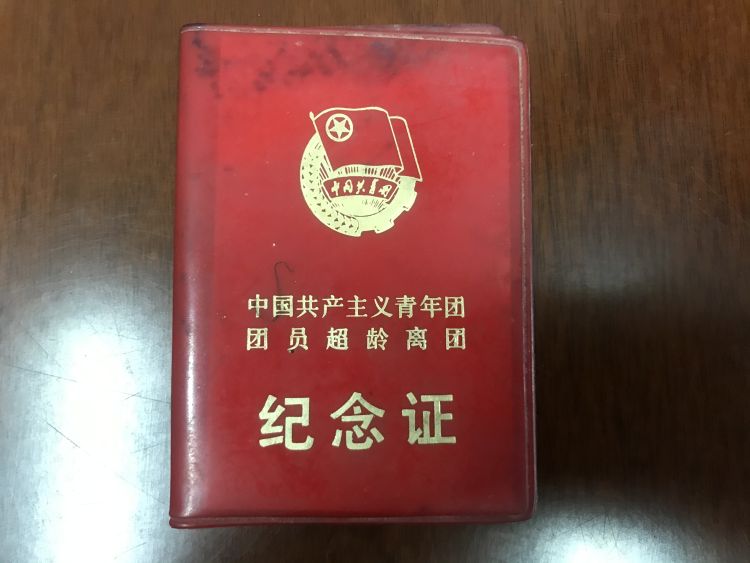 中国共青团
中国共产主义青年团
团员超龄离团
纪念证